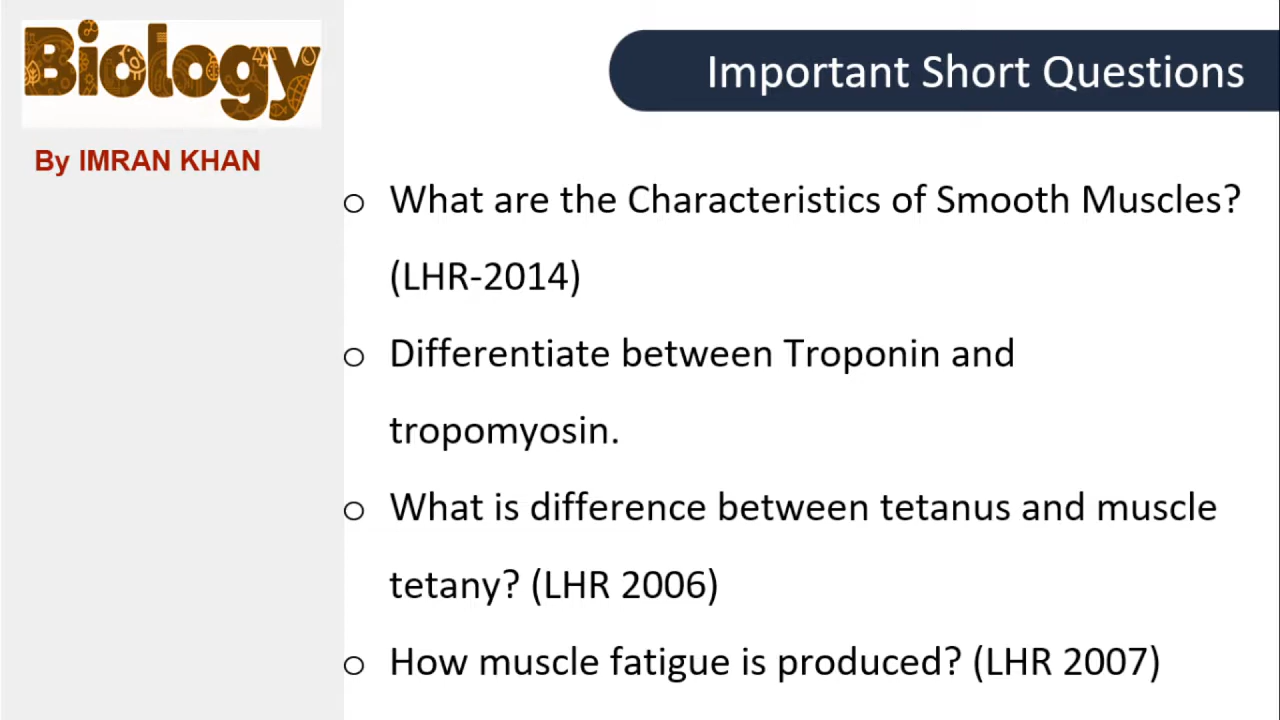 Biology
By IMRAN KHAN
Important Short Questions
o What are the Characteristics of Smooth Muscles?
(LHR-2014)
o Differentiate between Troponin and
tropomyosin.
o What is difference between tetanus and muscle
tetany? (LHR 2006)
o How muscle fatigue is produced? (LHR 2007)